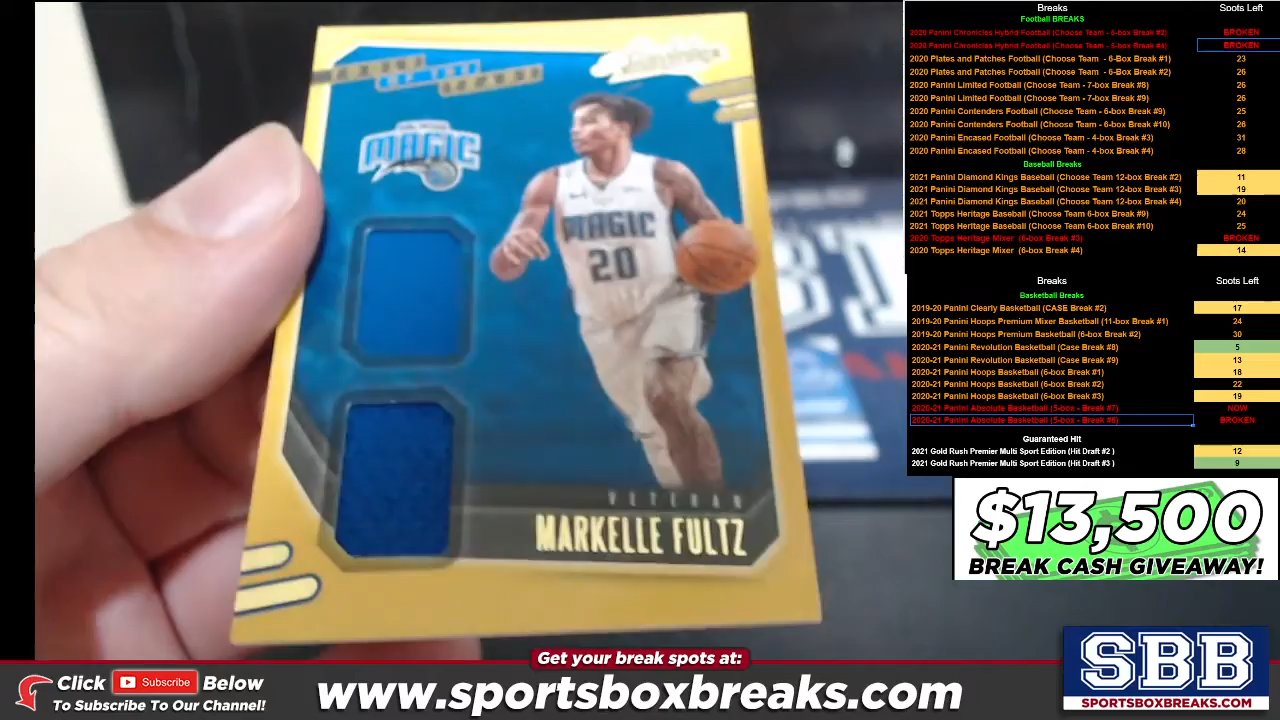 MAGIC
20
VETERAN
MARKELLE FULTZ
Breaks Spots Left
Football BREAKS
2020 Panini Chronicles Hybrid Football (Choose Team - 6-box Break #2) BROKEN
2020 Panini Chronicles Hybrid Football (Choose Team - BROKEN
2020 Plates and Patches Football (Choose Team - 6-Box Break #1) 23
2020 Plates and Patches Football (Choose Team - 6-Box Break #2) 26
2020 Panini Limited Football (Choose Team - 7-box Break #8) 26
2020 Panini Limited Football (Choose Team - 7-box Break #9) 26
2020 Panini Contenders Football (Choose Team - 6-box Break #9) 25
2020 Panini Contenders Football (Choose Team - 6-box Break #10) 26
2020 Panini Encased Football (Choose Team - 4-box Break #3) 31
2020 Panini Encased Football (Choose Team - 4-box Break #4) 28
Baseball Breaks
2021 Panini Diamond Kings Baseball (Choose Team 12-box Break #2) 11
2021 Panini Diamond Kings Baseball (Choose Team 12-box Break #3) 19
2021 Panini Diamond Kings Baseball (Choose Team 12-box Break #4) 20
2021 Topps Heritage Baseball (Choose Team 6-box Break #9) 24
2021 Topps Heritage Baseball (Choose Team 6-box Break #10) 25
2020 Topps Heritage Mixer (6-box Break #3) BROKEN
2020 Topps Heritage Mixer (6-box Break #4) 14
Breaks Spots Left
Basketball Breaks
2019-20 Panini Clearly Basketball (CASE Break #2) 17
2019-20 Panini Hoops Premium Mixer Basketball (11-box Break #1) 24
2019-20 Panini Hoops Premium Basketball (6-box Break #2) 30
2020-21 Panini Revolution Basketball (Case Break #8) 5
2020-21 Panini Revolution Basketball (Case Break #9) 13
2020-21 Panini Hoops Basketball (6-box Break #1) 18
2020-21 Panini Hoops Basketball (6-box Break #2) 22
2020-21 Panini Hoops Basketball (6-box Break #3) 19
2020-21 Panini Absolute Basketball (5-box - Break #7) NOW
2020-21 Panini Absolute Basketball (5-box - Break BROKEN
Guaranteed Hit
2021 Gold Rush Premier Multi Sport Edition (Hit Draft #2 ) 12
2021 Gold Rush Premier Multi Sport Edition (Hit Draft #3 ) 9
$13,500
BREAK CASH GIVEAWAY!
Get your break spots at:
Click Subscribe Below
To Subscribe To Our Channel!
www.sportsboxbreaks.com
SBB
SPORTSBOXBREAKS.COM